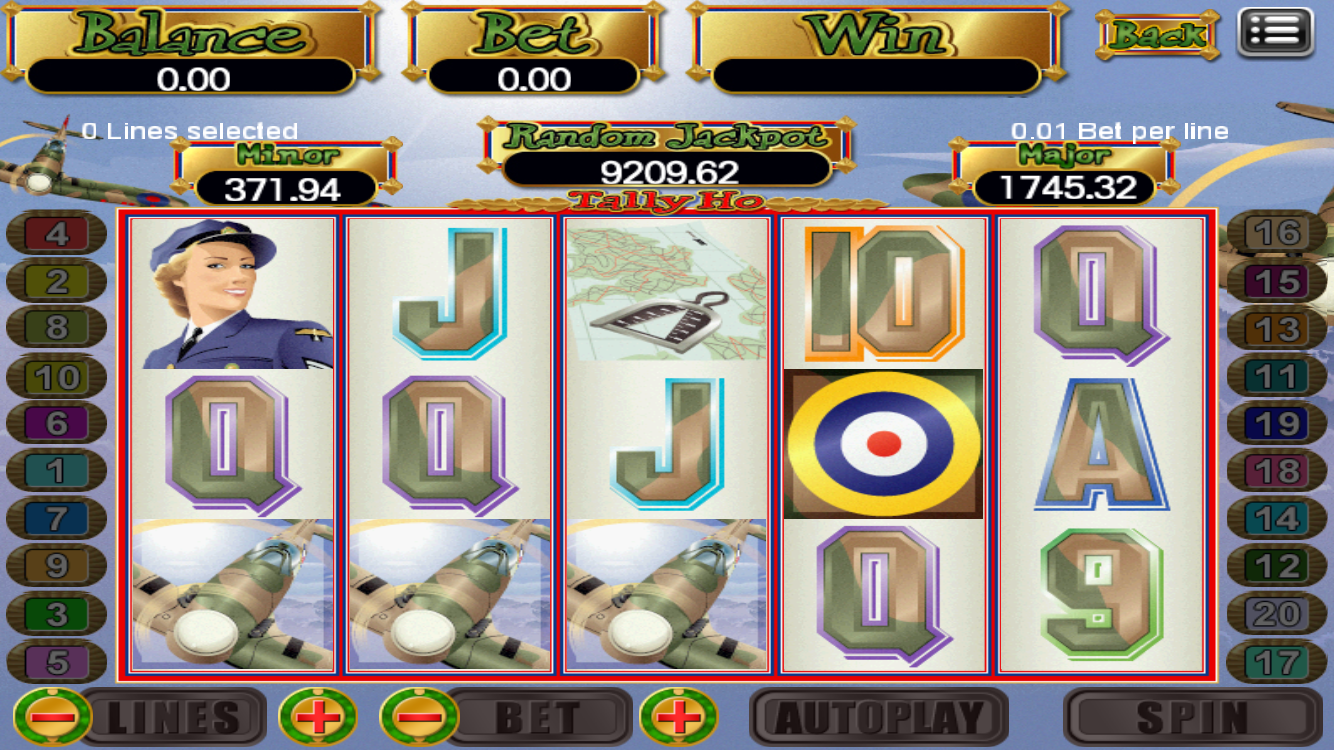 Balance
0.00
Bet
0.00
Win
Back
0 Lines selected
Random Jackpot
9209.62
0.01 Bet per line
Minor
371.94
Major
1745.32
Tally Ho
4
2
8
10
6
1
7
9
3
5
J
10
Q
Q
Q
J
A
Q
9
16
15
13
11
19
18
14
12
20
17
LINES
BET
AUTOPLAY
SPIN